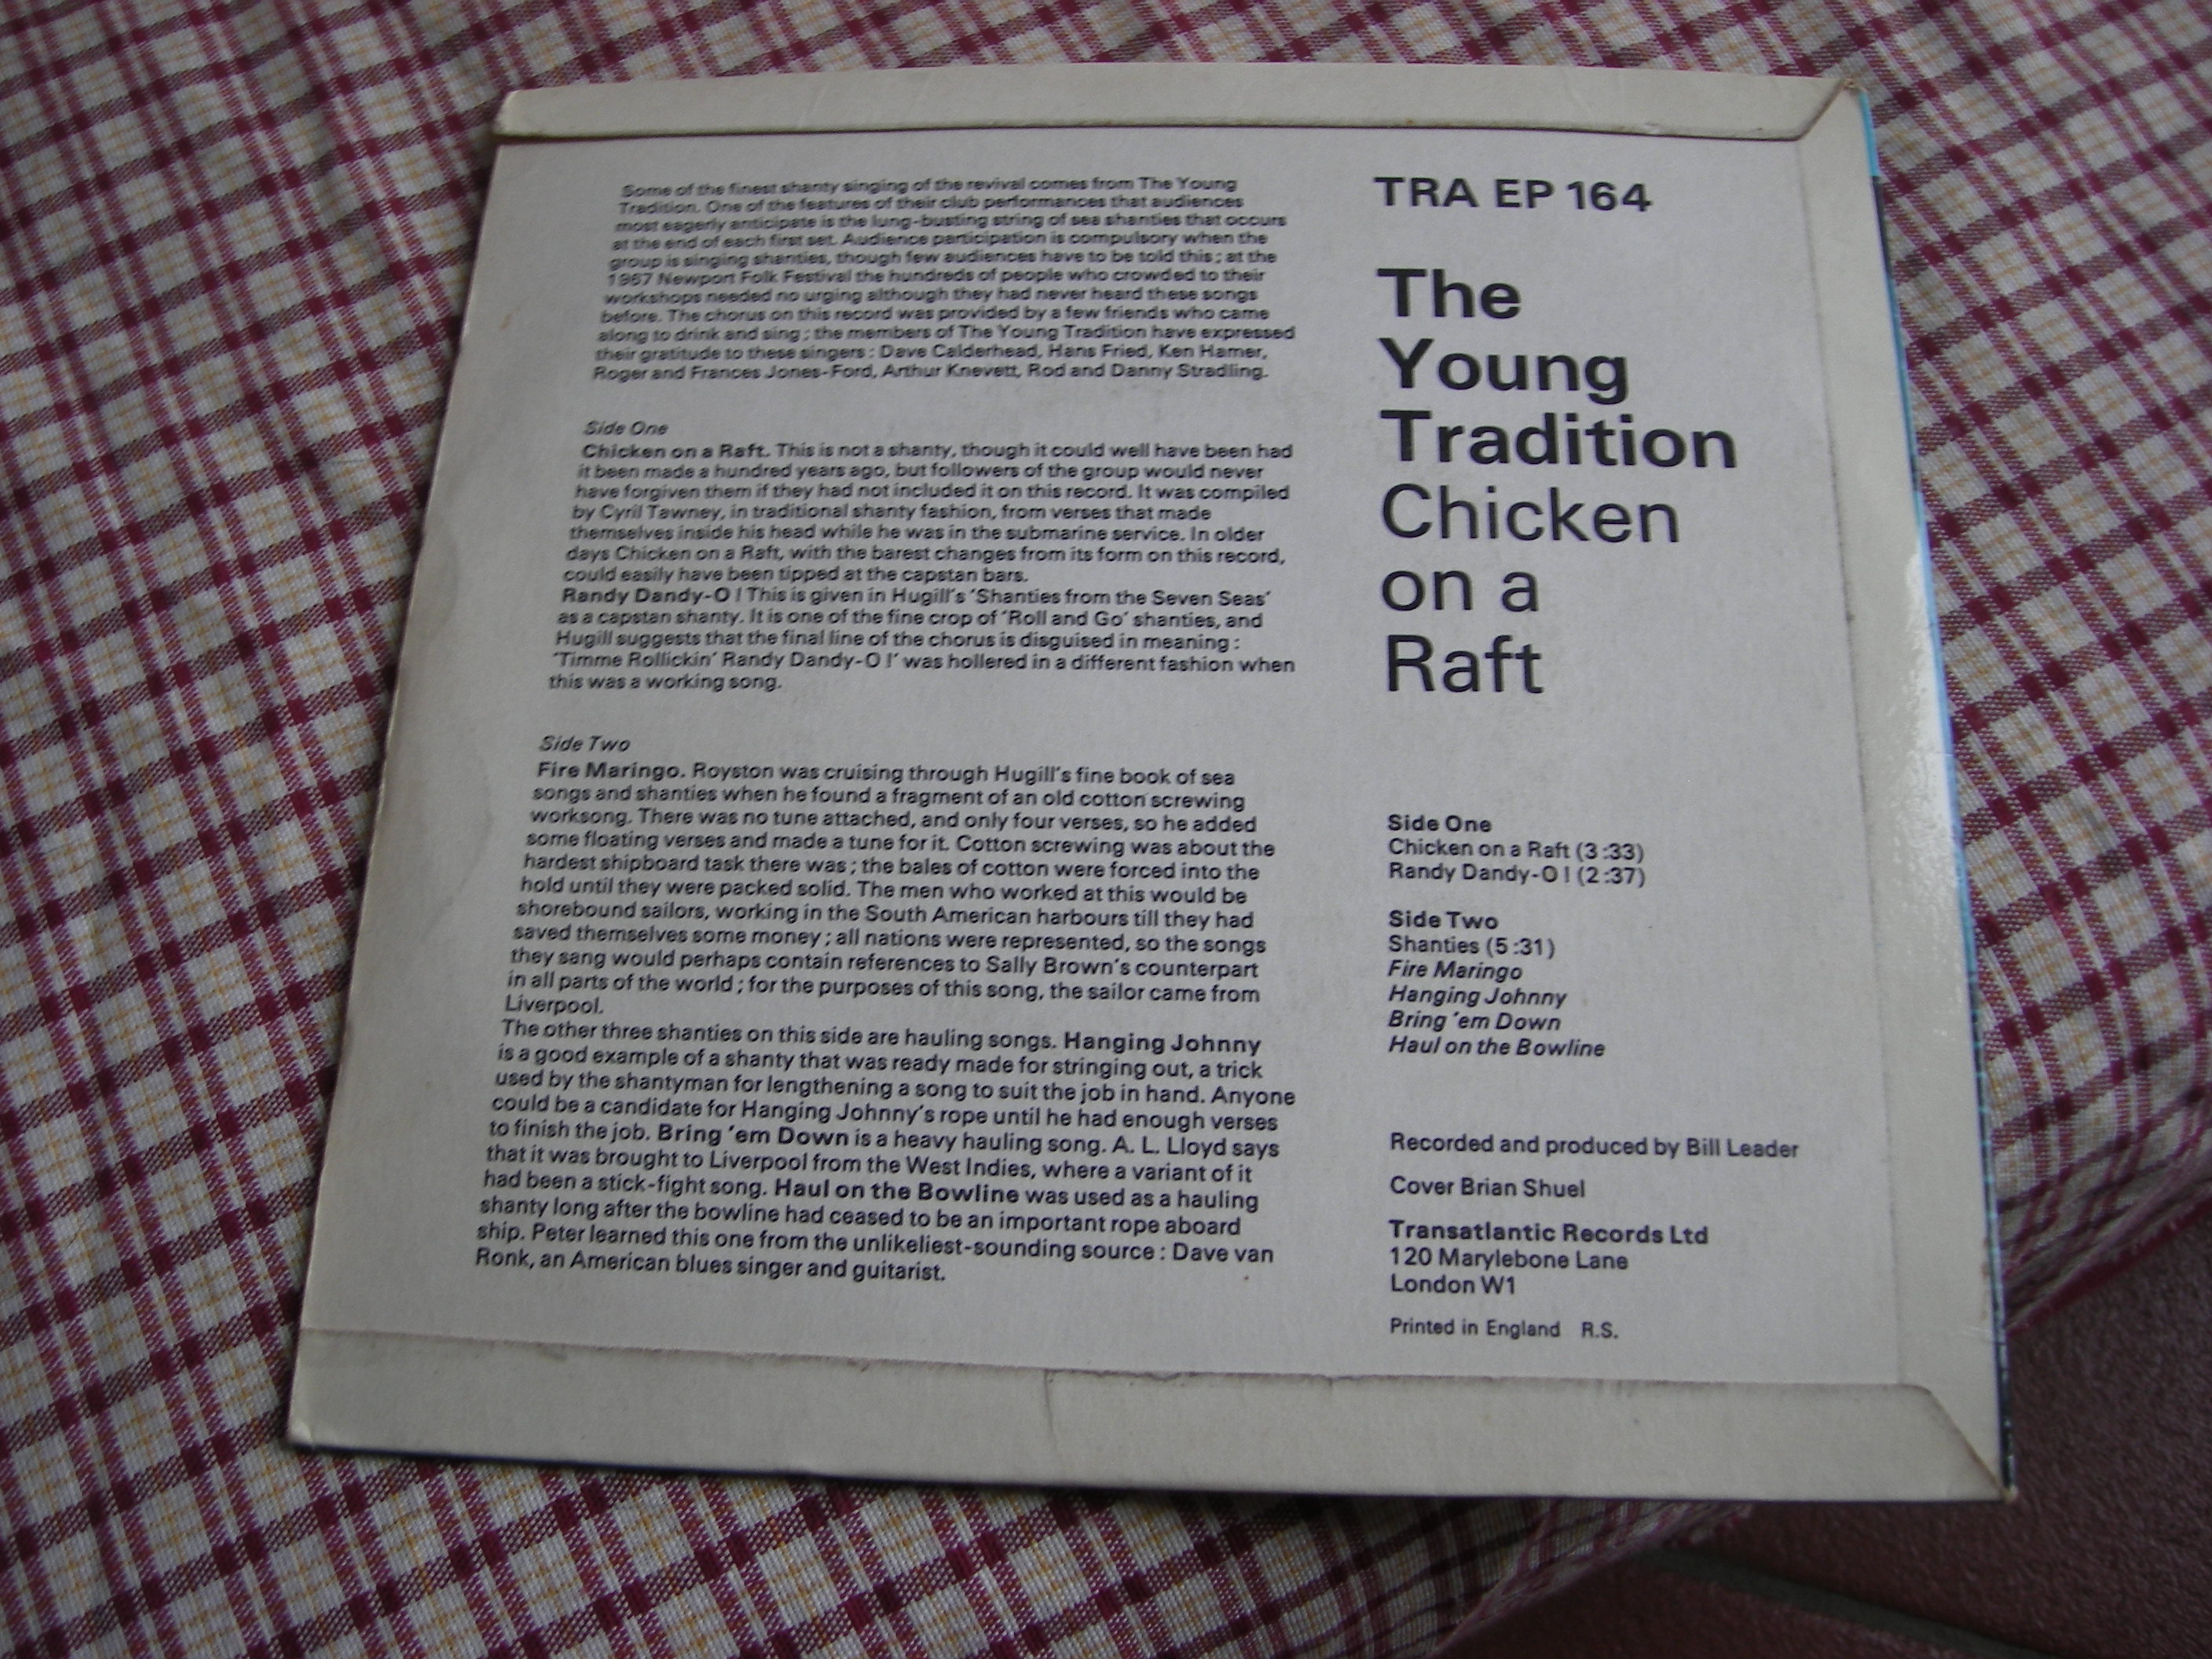 Some of the finest shanty singing of the revival comes from The Young
Tradition. One of the features of their club performances that audiences
most eagerly anticipate is the lung-busting string of sea shanties that occurs
at the end of each first set. Audience participation is compulsory when the
group is singing shanties, though few audiences have to be told this ; at the
1967 Newport Folk Festival the hundreds of people who crowded to their
workshops needed no urging although they had never heard these songs
before. The chorus on this record was provided by a few friends who came
along to drink and sing ; the members of The Young Tradition have expressed
their gratitude to these singers : Dave Calderhead, Hans Fried, Ken Hamer,
Roger and Frances Jones-Ford, Arthur Knevett, Rod and Danny Stradling.
Side One
Chicken on a Raft. This is not a shanty, though it could well have been had
it been made a hundred years ago, but followers of the group would never
have forgiven them if they had not included it on this record. It was compiled
by Cyril Tawney, in traditional shanty fashion, from verses that made
themselves inside his head while he was in the submarine service. In older
days Chicken on a Raft, with the barest changes from its form on this record,
could easily have been tipped at the capstan bars.
Randy Dandy-O ! This is given in Hugill's 'Shanties from the Seven Seas'
as a capstan shanty. It is one of the fine crop of 'Roll and Go' shanties, and
Hugill suggests that the final line of the chorus is disguised in meaning :
'Timme Rollickin' Randy Dandy-O !' was hollered in a different fashion when
this was a working song.
Side Two
Fire Maringo. Royston was cruising through Hugill's fine book of sea
songs and shanties when he found a fragment of an old cotton screwing
worksong. There was no tune attached, and only four verses, so he added
some floating verses and made a tune for it. Cotton screwing was about the
hardest shipboard task there was ; the bales of cotton were forced into the
hold until they were packed solid. The men who worked at this would be
shorebound sailors, working in the South American harbours till they had
saved themselves some money ; all nations were represented, so the songs
they sang would perhaps contain references to Sally Brown's counterpart
in all parts of the world ; for the purposes of this song, the sailor came from
Liverpool.
The other three shanties on this side are hauling songs. Hanging Johnny
is a good example of a shanty that was ready made for stringing out, a trick
used by the shantyman for lengthening a song to suit the job in hand. Anyone
could be a candidate for Hanging Johnny's rope until he had enough verses
to finish the job. Bring 'em Down is a heavy hauling song. A. L. Lloyd says
that it was brought to Liverpool from the West Indies, where a variant of it
had been a stick-fight song. Haul on the Bowline was used as a hauling
shanty long after the bowline had ceased to be an important rope aboard
ship. Peter learned this one from the unlikeliest-sounding source : Dave van
Ronk, an American blues singer and guitarist.
TRA EP 164
The
Young
Tradition
Chicken
on a
Raft
Side One
Chicken on a Raft (3 :33)
Randy Dandy-O ! (2 :37)
Side Two
Shanties (5 :31)
Fire Maringo
Hanging Johnny
Bring 'em Down
Haul on the Bowline
Recorded and produced by Bill Leader
Cover Brian Shuel
Transatlantic Records Ltd
120 Marylebone Lane
London W1
Printed in England R.S.